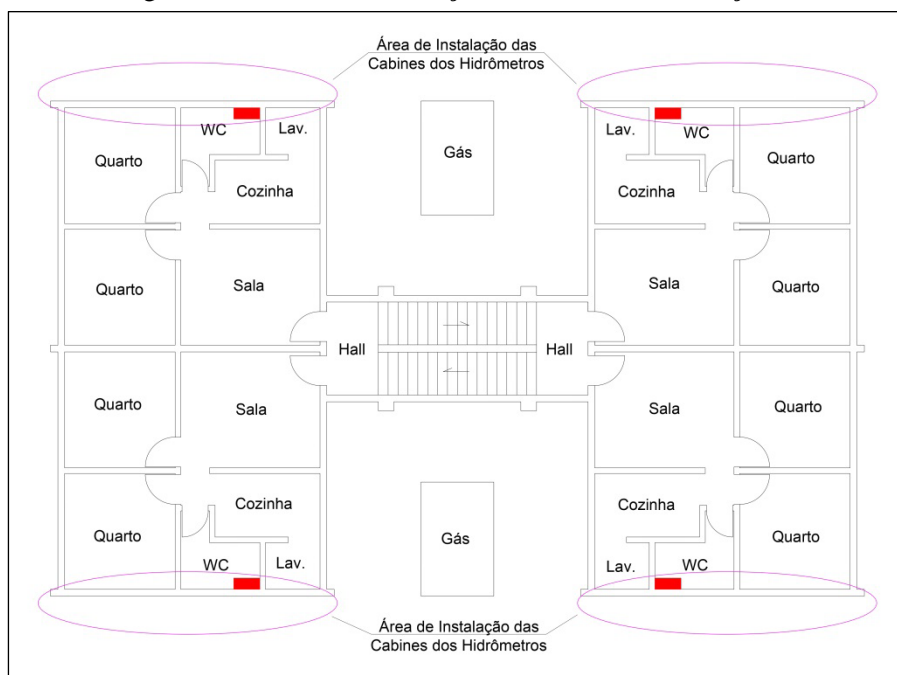 Área de Instalação das
Cabines dos Hidrômetros
WC
Lav.
Lav.
WC
Quarto
Gás
Quarto
Cozinha
Cozinha
Quarto
Sala
Sala
Quarto
Hall
Hall
Quarto
Sala
Sala
Quarto
Cozinha
Cozinha
Quarto
Gás
Quarto
WC
Lav.
Lav.
WC
Área de Instalação das
Cabines dos Hidrômetros